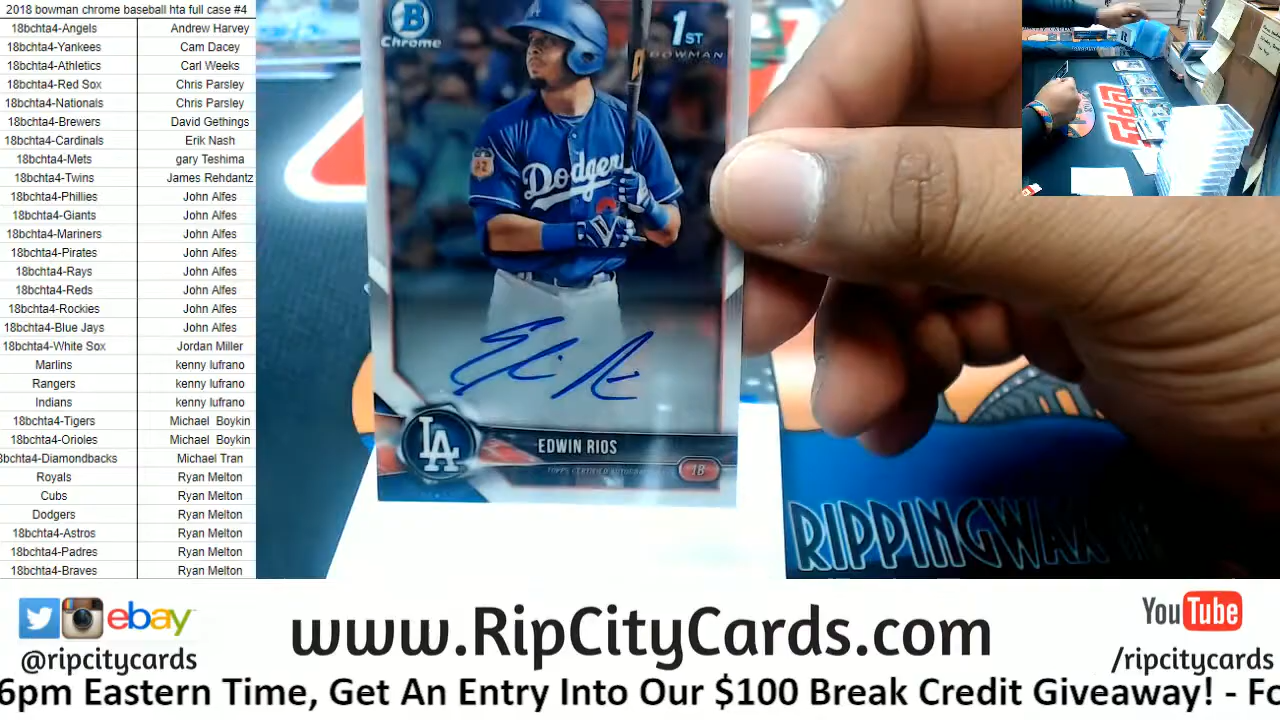 2018 bowman chrome baseball hta full case #4
18bchta4-Angels Andrew Harvey
18bchta4-Yankees Cam Dacey
18bchta4-Athletics Carl Weeks
18bchta4-Red Sox Chris Parsley
18bchta4-Nationals Chris Parsley
18bchta4-Brewers David Gethings
18bchta4-Cardinals Erik Nash
18bchta4-Mets gary Teshima
18bchta4-Twins James Rehdantz
18bchta4-Phillies John Alfes
18bchta4-Giants John Alfes
18bchta4-Mariners John Alfes
18bchta4-Pirates John Alfes
18bchta4-Rays John Alfes
18bchta4-Reds John Alfes
18bchta4-Rockies John Alfes
18bchta4-Blue Jays John Alfes
18bchta4-White Sox Jordan Miller
Marlins kenny lufrano
Rangers kenny lufrano
Indians kenny lufrano
18bchta4-Tigers Michael Boykin
18bchta4-Orioles Michael Boykin
8bchta4-Diamondbacks Michael Tran
Royals Ryan Melton
Cubs Ryan Melton
Dodgers Ryan Melton
18bchta4-Astros Ryan Melton
18bchta4-Padres Ryan Melton
18bchta4-Braves Ryan Melton
B
Chrome
1ST
BOWMAN
Dodgers
LA
EDWIN RIOS
TOPPS CERTIFIED AUTOGRAPH
1B
RIPPINGWAX
ebay
@ripcitycards
www.RipCityCards.com
YouTube
/ripcitycards
6pm Eastern Time, Get An Entry Into Our $100 Break Credit Giveaway! - Fo